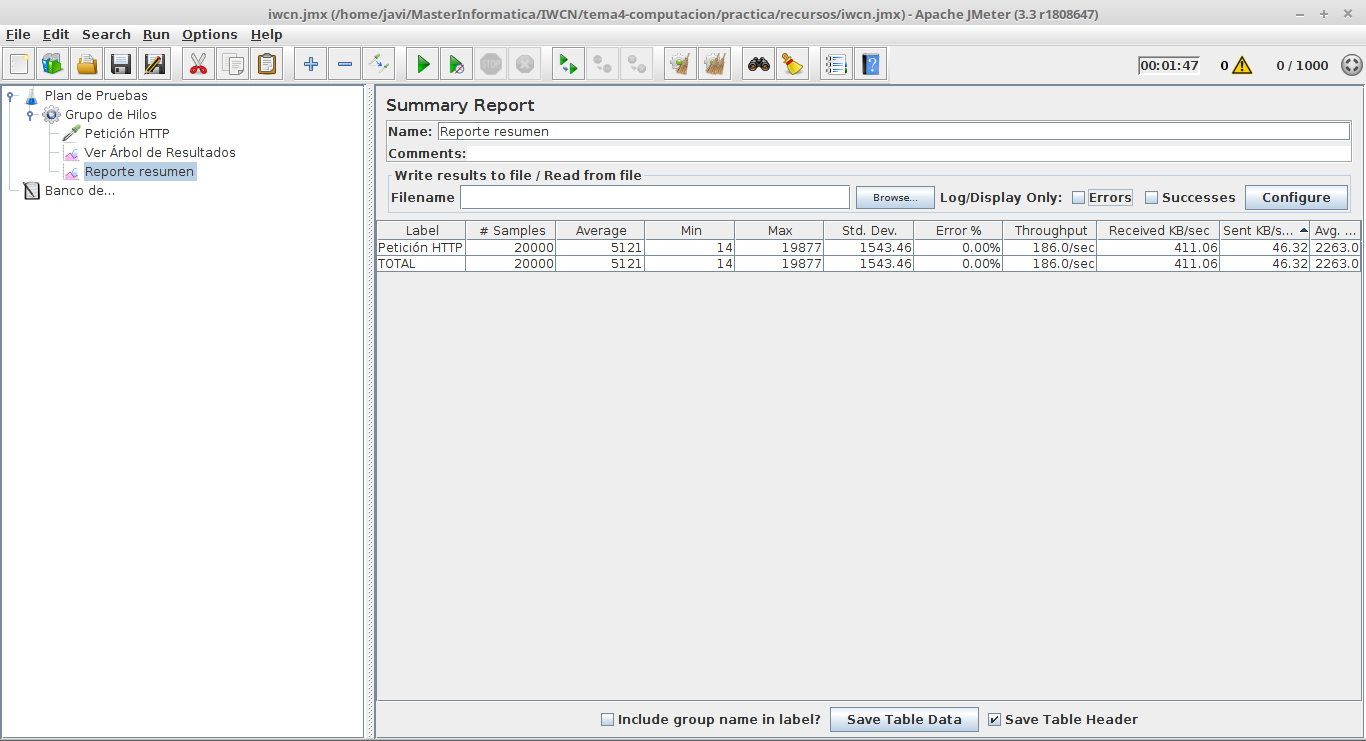 iwcn.jmx (/home/javi/MasterInformatica/IWCN/tema4-computacion/practica/recursos/iwcn.jmx) - Apache JMeter (3.3 r1808647)
File Edit Search Run Options Help
STOP 00:01:47 0 0 / 1000
Plan de Pruebas
Grupo de Hilos
Petición HTTP
Ver Árbol de Resultados
Reporte resumen
Banco de...
Summary Report
Name: Reporte resumen
Comments:
Write results to file / Read from file
Filename Browse... Log/Display Only: Errors Successes Configure
Label # Samples Average Min Max Std. Dev. Error % Throughput Received KB/sec Sent KB/s... Avg. ...
Petición HTTP 20000 5121 14 19877 1543.46 0.00% 186.0/sec 411.06 46.32 2263.0
TOTAL 20000 5121 14 19877 1543.46 0.00% 186.0/sec 411.06 46.32 2263.0
Include group name in label? Save Table Data Save Table Header